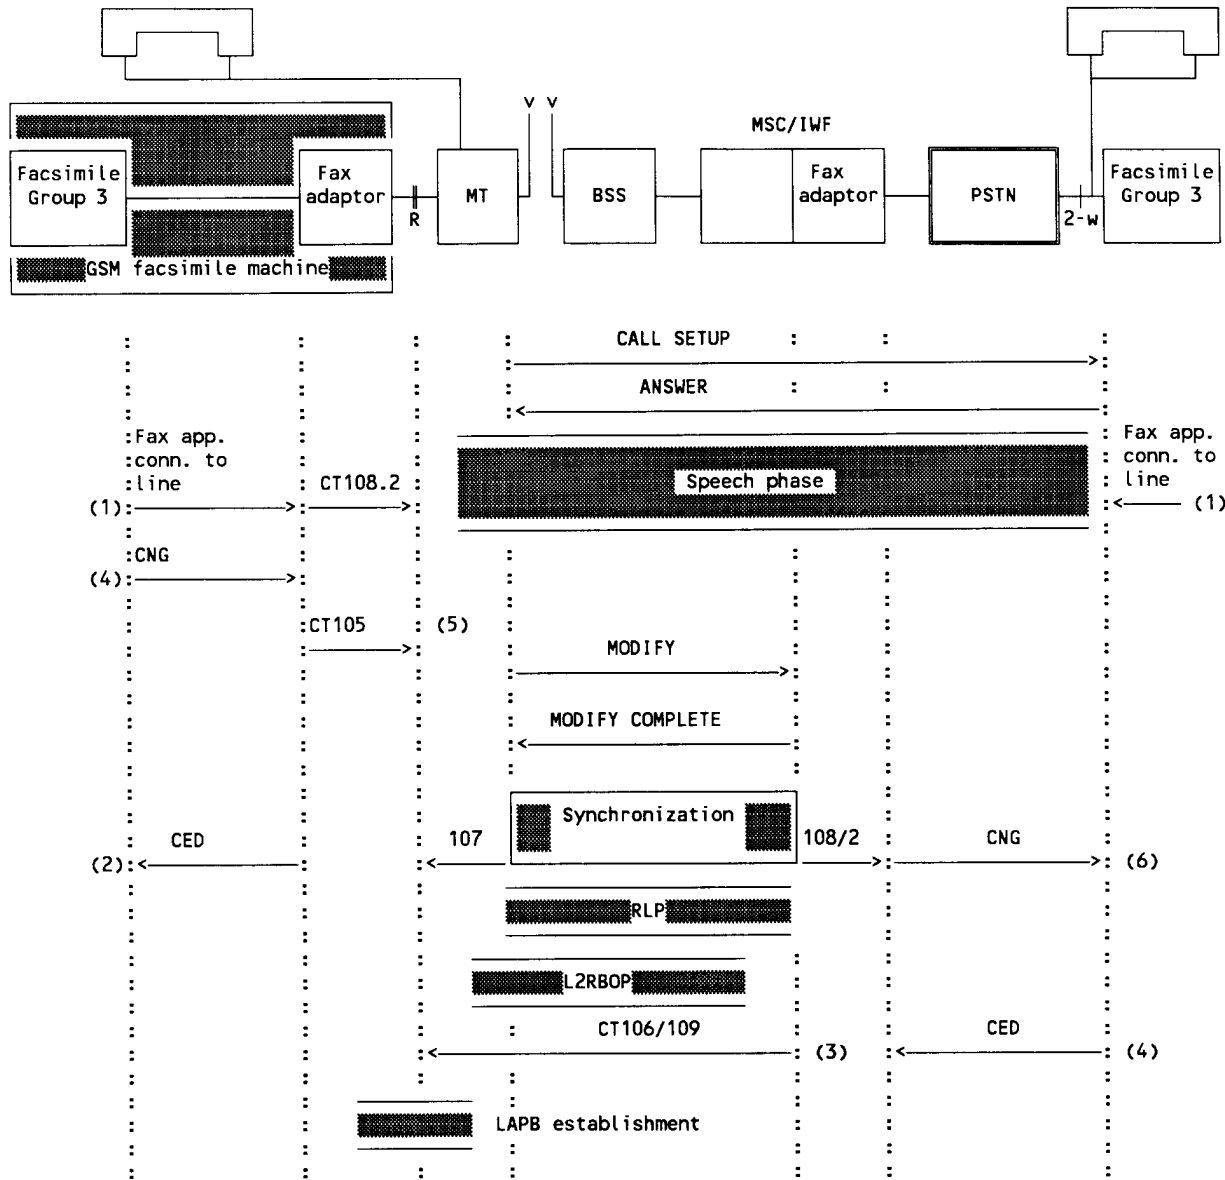 MSC/IWF
Facsimile
Group 3
Fax
adaptor
R
MT
v v
BSS
Fax
adaptor
PSTN
2-w
Facsimile
Group 3
GSM facsimile machine
CALL SETUP
ANSWER
Fax app.
conn. to
line
(1)
CT108.2
Speech phase
Fax app.
conn. to
line
(1)
CNG
(4)
CT105
(5)
MODIFY
MODIFY COMPLETE
Synchronization
CED
(2)
107
108/2
CNG
(6)
RLP
L2RBOP
CT106/109
(3)
CED
(4)
LAPB establishment